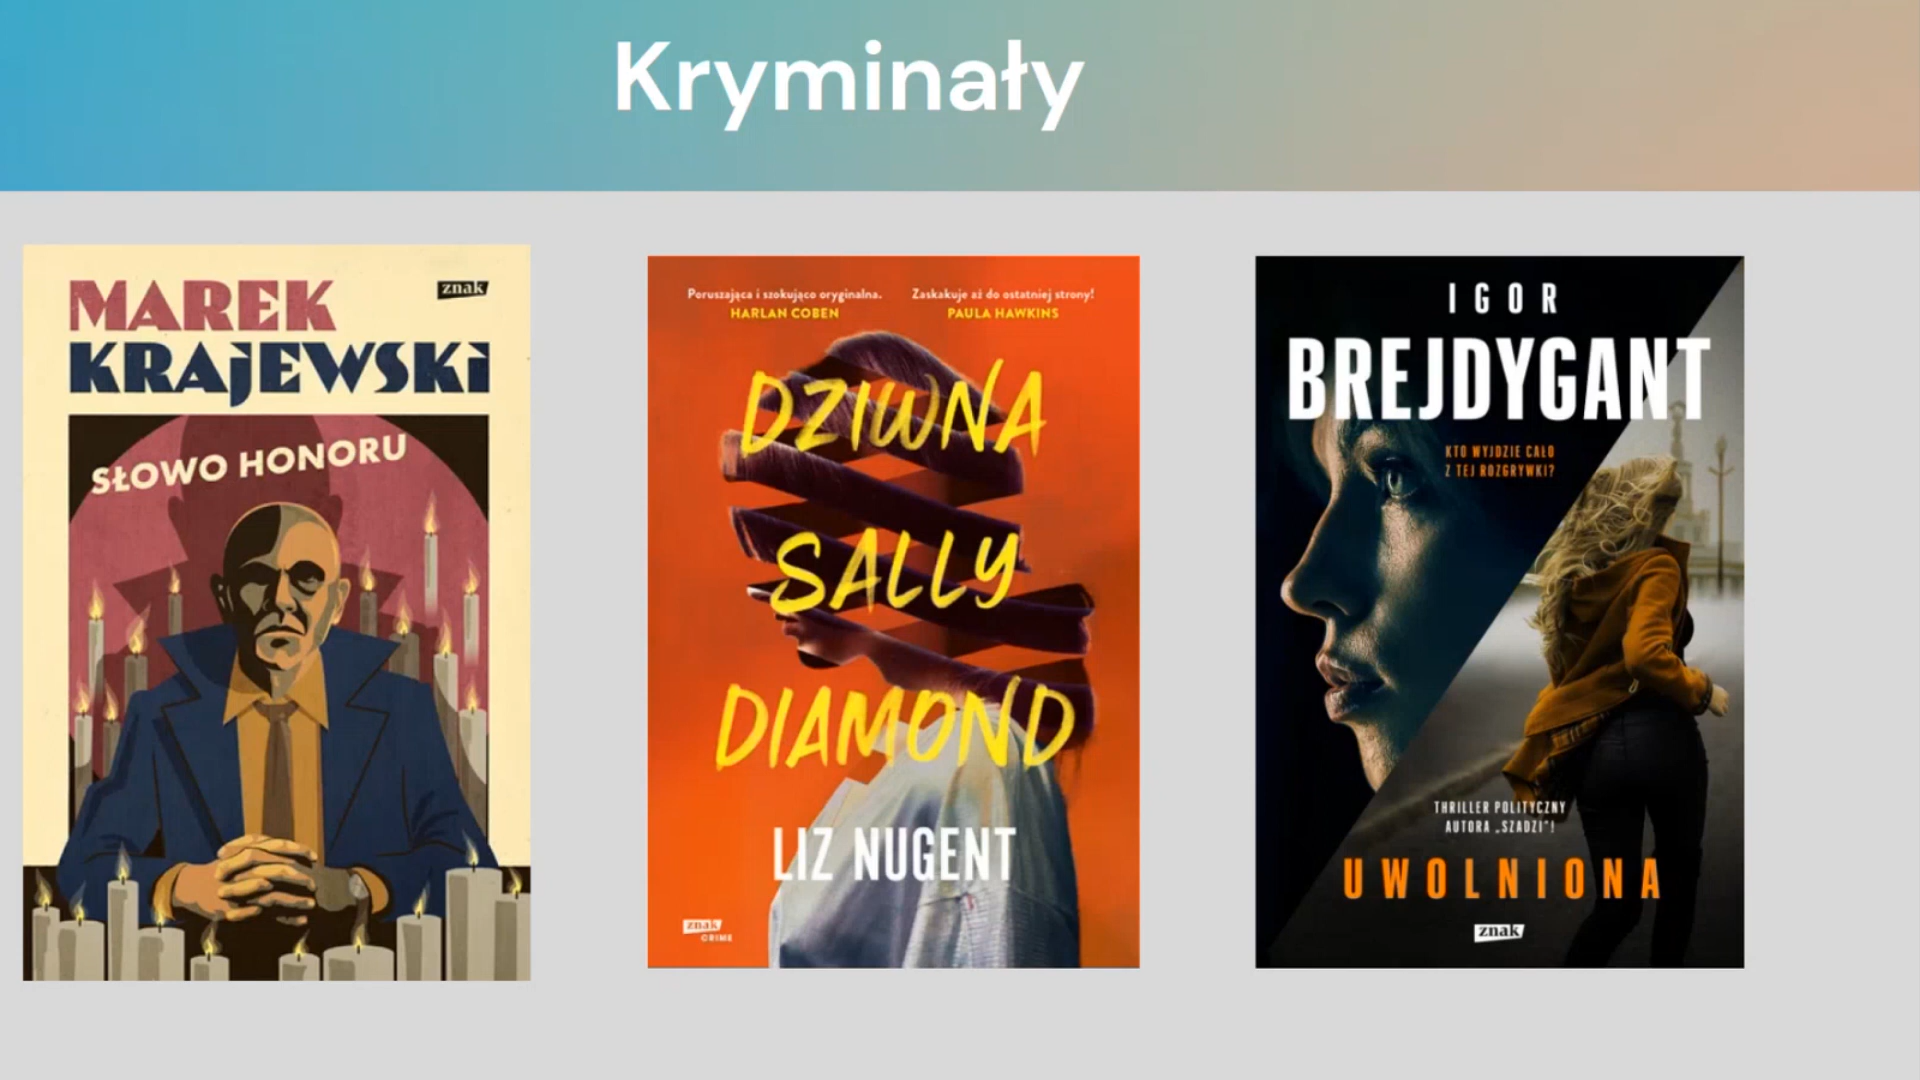 Kryminały
MAREK
KRAJEWSKI
znak
SŁOWO HONORU
Poruszająca i szokująco oryginalna.
HARLAN COBEN
Zaskakuje aż do ostatniej strony!
PAULA HAWKINS
DZIWNA
SALLY
DIAMOND
LIZ NUGENT
znak
CRIME
IGOR
BREJDYGANT
KTO WYJDZIE CAŁO
Z TEJ ROZGRYWKI?
THRILLER POLITYCZNY
AUTORA „SZADZI”!
UWOLNIONA
znak